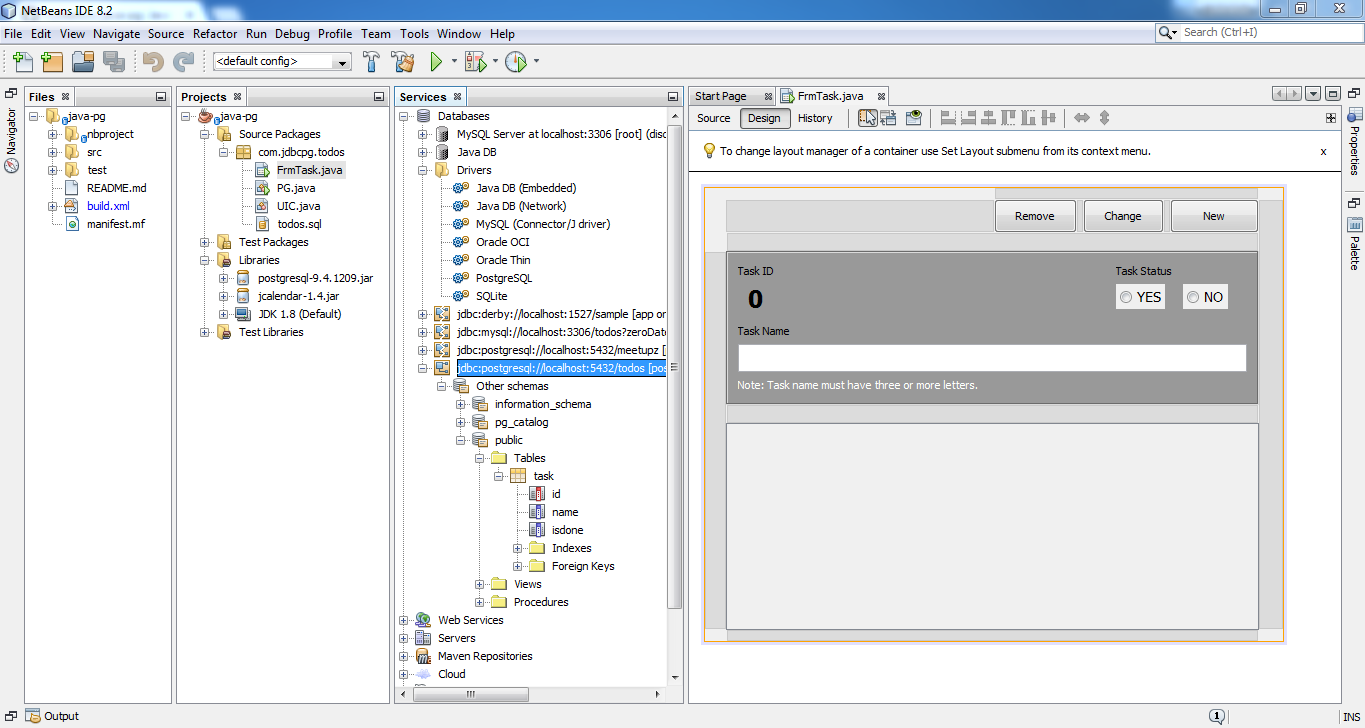 NetBeans IDE 8.2
File Edit View Navigate Source Refactor Run Debug Profile Team Tools Window Help
Search (Ctrl+I)
<default config>
Navigator
Files
java-pg
nbproject
src
test
README.md
build.xml
manifest.mf
Projects
java-pg
Source Packages
com.jdbcpg.todos
FrmTask.java
PG.java
UIC.java
todos.sql
Test Packages
Libraries
postgresql-9.4.1209.jar
jcalendar-1.4.jar
JDK 1.8 (Default)
Test Libraries
Services
Databases
MySQL Server at localhost:3306 [root] (disc
Java DB
Drivers
Java DB (Embedded)
Java DB (Network)
MySQL (Connector/J driver)
Oracle OCI
Oracle Thin
PostgreSQL
SQLite
jdbc:derby://localhost:1527/sample [app on
jdbc:mysql://localhost:3306/todos?zeroDate
jdbc:postgresql://localhost:5432/meetupz [
jdbc:postgresql://localhost:5432/todos [pos
Other schemas
information_schema
pg_catalog
public
Tables
task
id
name
isdone
Indexes
Foreign Keys
Views
Procedures
Web Services
Servers
Maven Repositories
Cloud
Start Page
FrmTask.java
Source Design History
To change layout manager of a container use Set Layout submenu from its context menu.
x
Remove Change New
Task ID
0
Task Status
YES NO
Task Name
Note: Task name must have three or more letters.
Properties
Palette
Output
1
INS